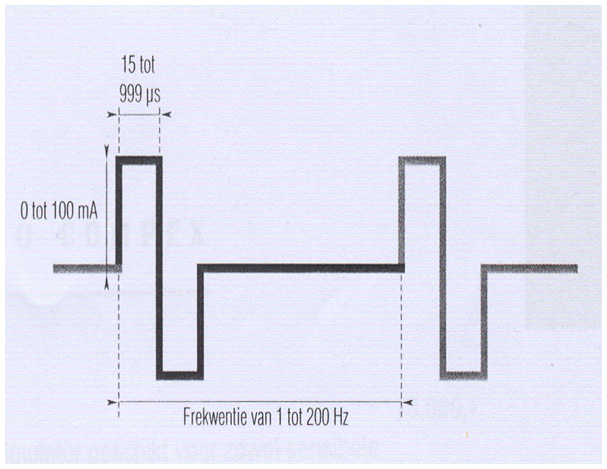 15 tot
999 µs
0 tot 100 mA
Frekwentie van 1 tot 200 Hz